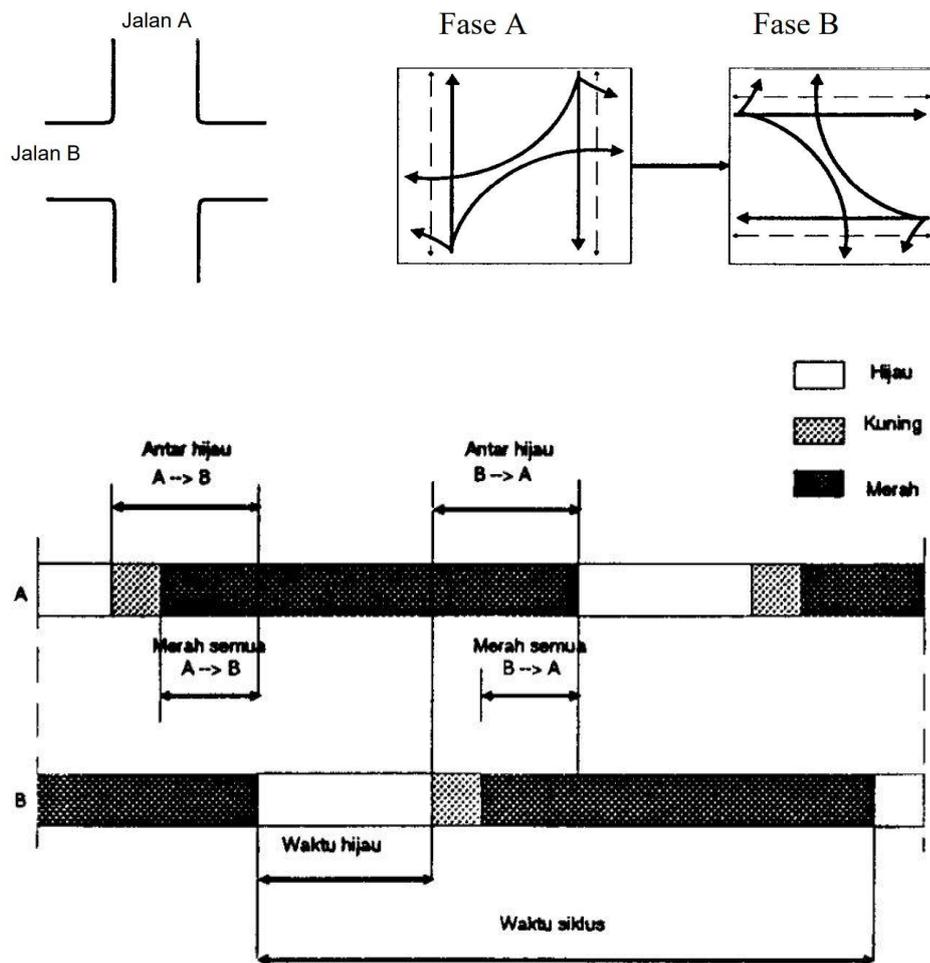 Jalan A
Fase A
Fase B
Jalan B
Hijau
Kuning
Merah
Antar hijau
A --> B
Antar hijau
B --> A
A
Merah semua
A --> B
Merah semua
B --> A
B
Waktu hijau
Waktu siklus